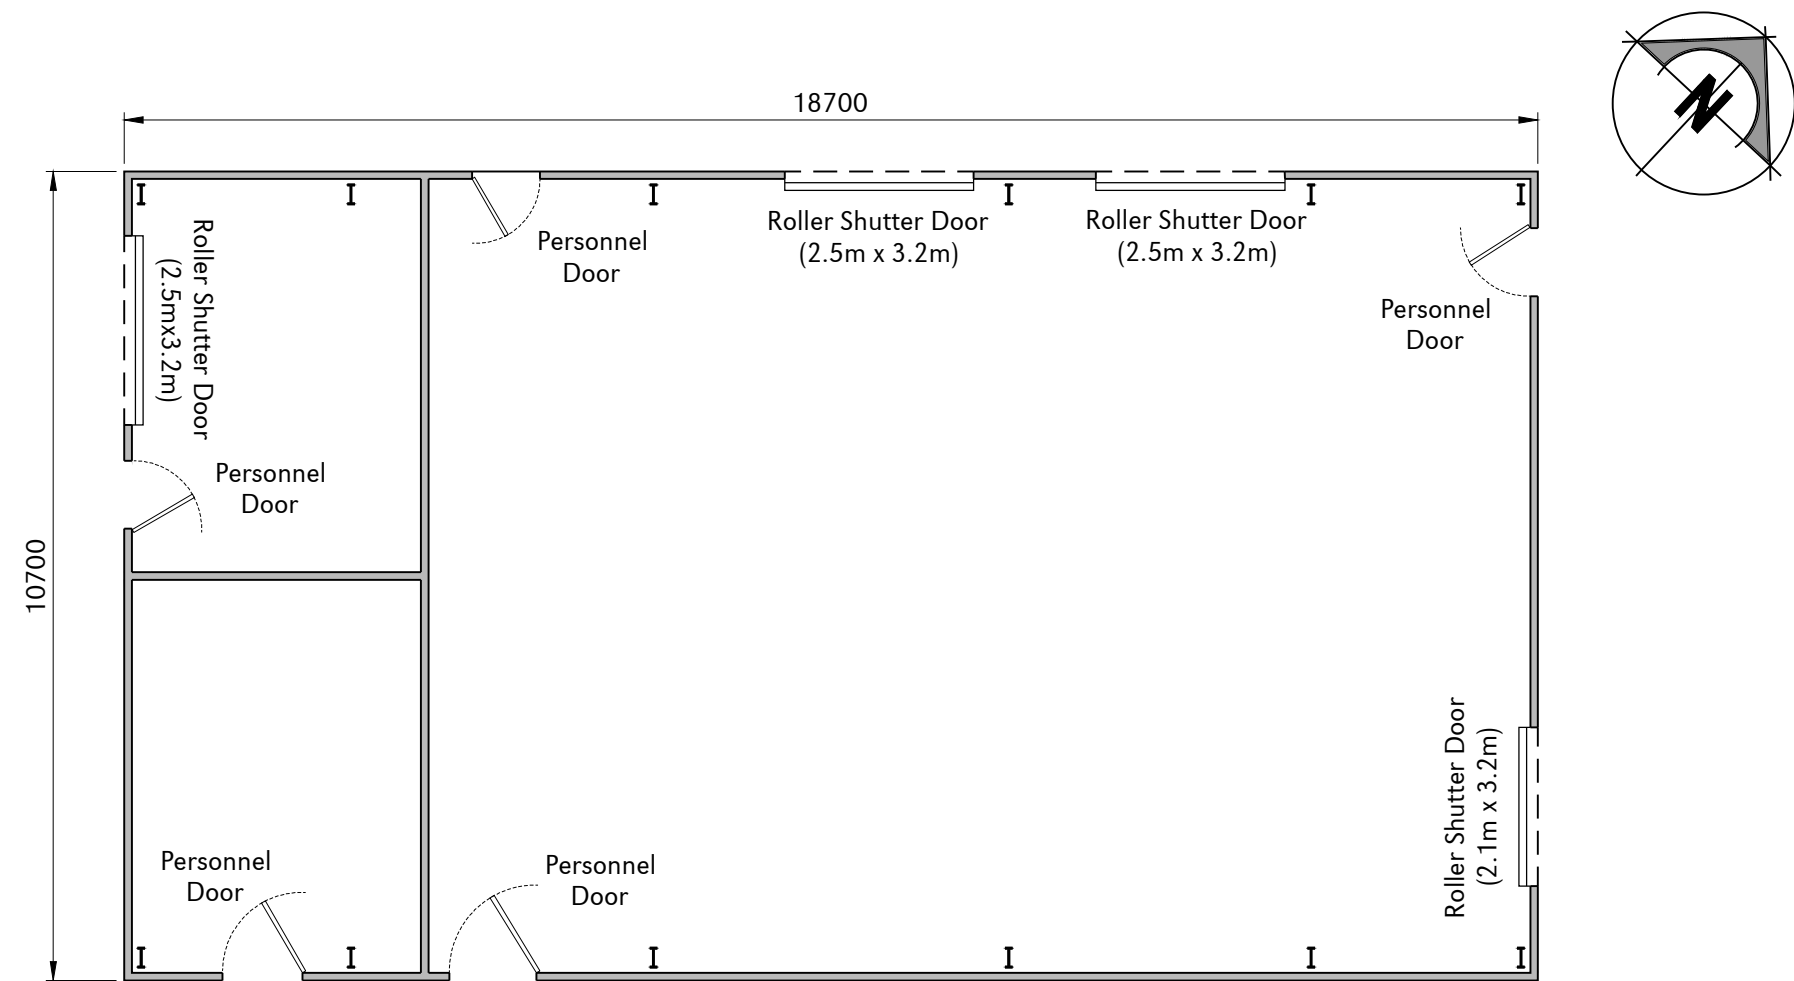 18700
N
Roller Shutter Door
(2.5m x 3.2m)
Roller Shutter Door
(2.5m x 3.2m)
Personnel
Door
Roller Shutter Door
(2.5mx3.2m)
Personnel
Door
Personnel
Door
10700
Roller Shutter Door
(2.1m x 3.2m)
Personnel
Door
Personnel
Door